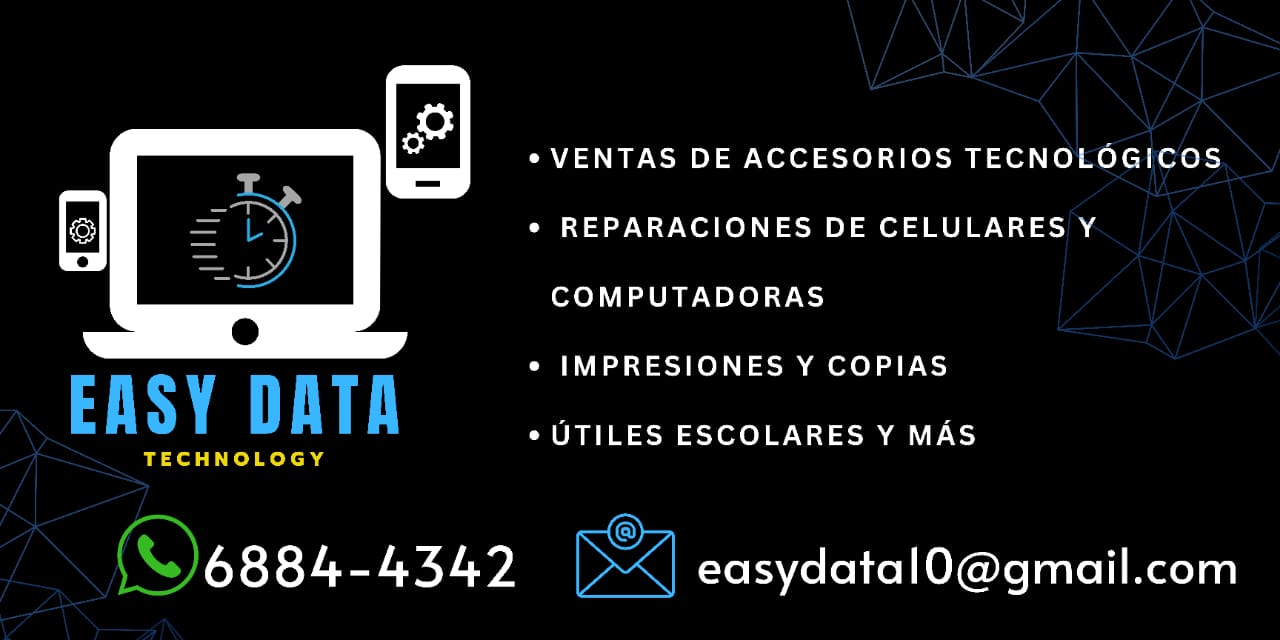 • VENTAS DE ACCESORIOS TECNOLÓGICOS
• REPARACIONES DE CELULARES Y
COMPUTADORAS
• IMPRESIONES Y COPIAS
• ÚTILES ESCOLARES Y MÁS
EASY DATA
TECHNOLOGY
6884-4342
@
easydata10@gmail.com